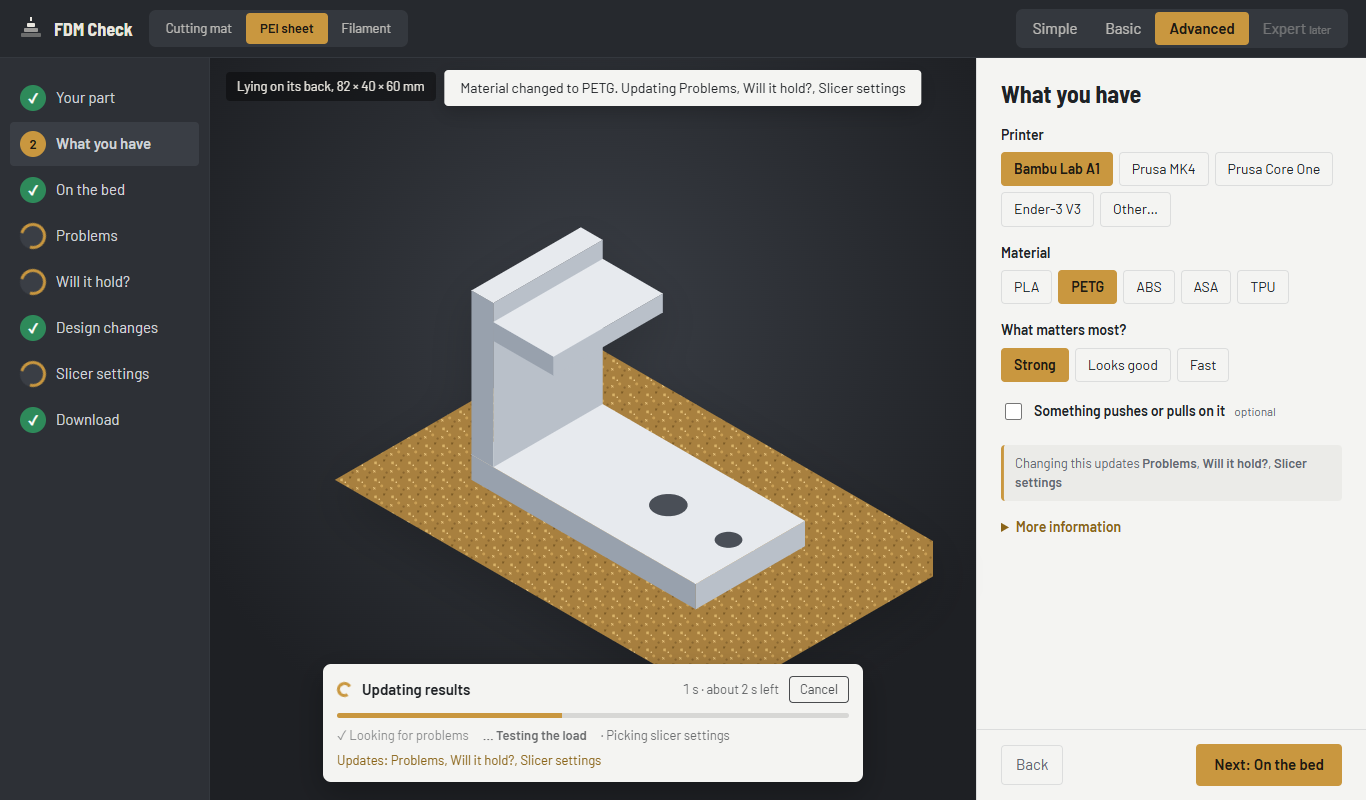 FDM Check
Cutting mat
PEI sheet
Filament
Simple
Basic
Advanced
Expert later
Your part
2 What you have
On the bed
Problems
Will it hold?
Design changes
Slicer settings
Download
Lying on its back, 82 × 40 × 60 mm
Material changed to PETG. Updating Problems, Will it hold?, Slicer settings
Updating results
1 s · about 2 s left
Cancel
✓ Looking for problems
... Testing the load
· Picking slicer settings
Updates: Problems, Will it hold?, Slicer settings
What you have
Printer
Bambu Lab A1
Prusa MK4
Prusa Core One
Ender-3 V3
Other...
Material
PLA
PETG
ABS
ASA
TPU
What matters most?
Strong
Looks good
Fast
Something pushes or pulls on it optional
Changing this updates Problems, Will it hold?, Slicer
settings
More information
Back
Next: On the bed